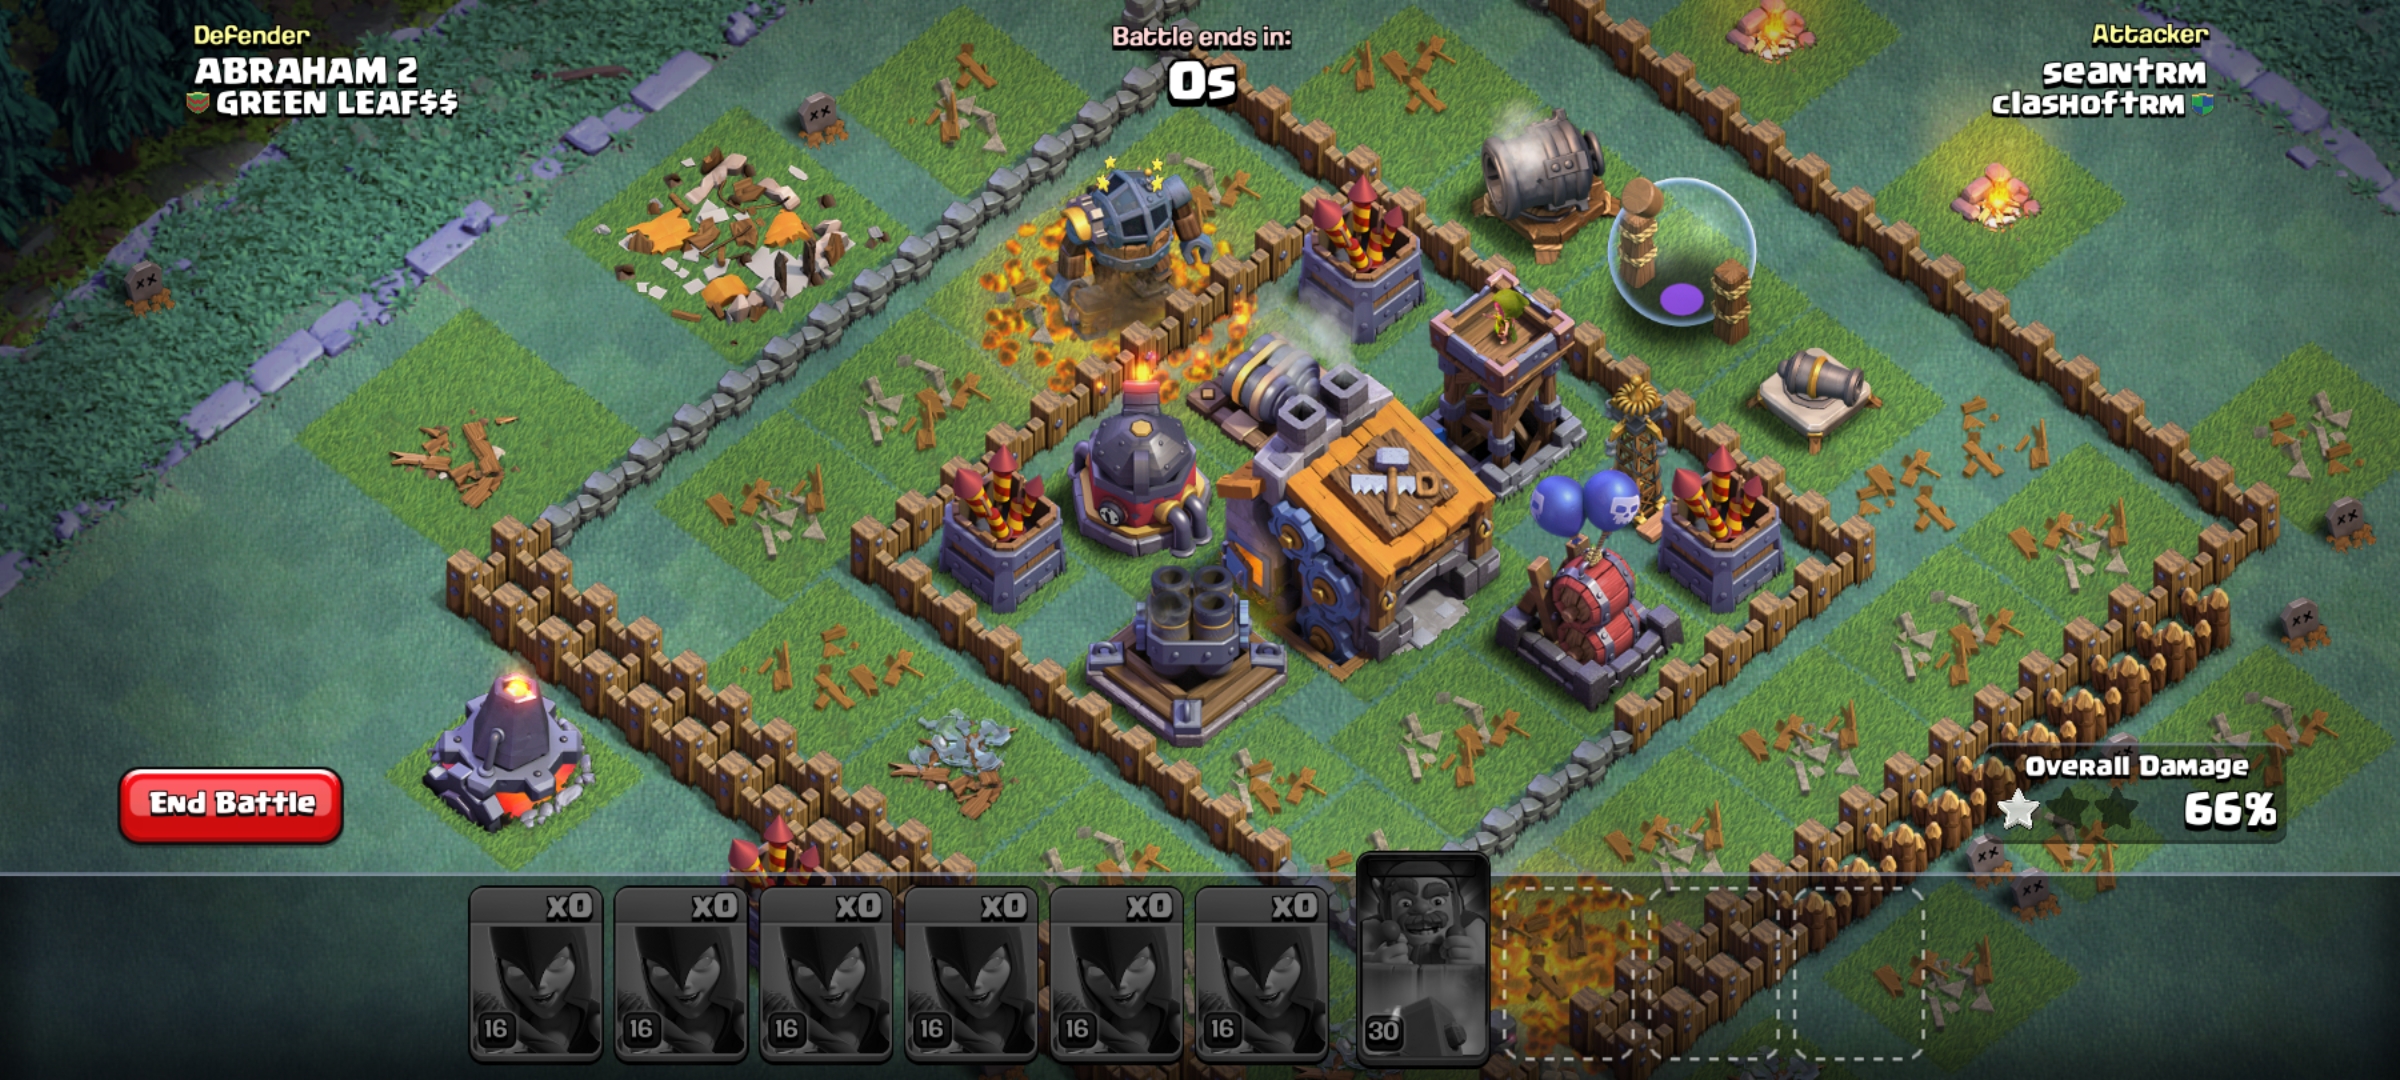 Defender
ABRAHAM 2
GREEN LEAF$$
Battle ends in:
0s
Attacker
seantRM
clashoftRM
End Battle
Overall Damage
66%
x0
x0
x0
x0
x0
x0
16
16
16
16
16
16
30